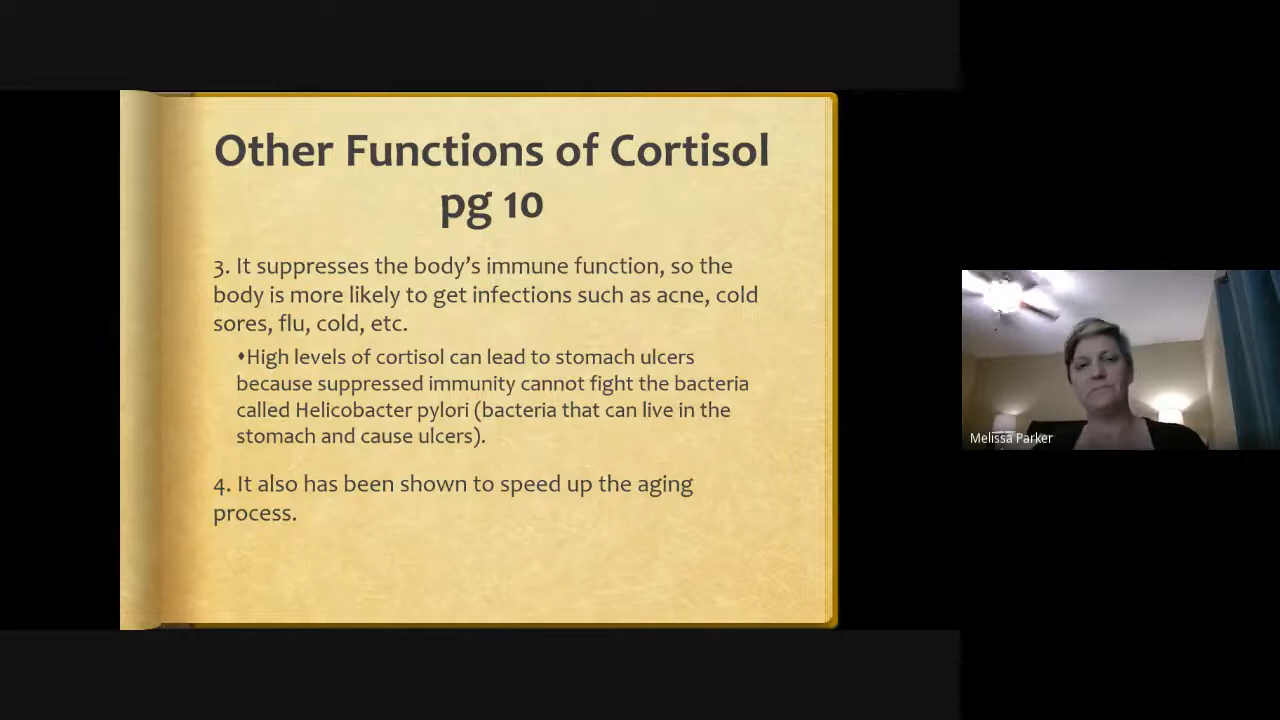 Other Functions of Cortisol
pg 10
3. It suppresses the body’s immune function, so the
body is more likely to get infections such as acne, cold
sores, flu, cold, etc.
♦High levels of cortisol can lead to stomach ulcers
because suppressed immunity cannot fight the bacteria
called Helicobacter pylori (bacteria that can live in the
stomach and cause ulcers).
4. It also has been shown to speed up the aging
process.
Melissa Parker